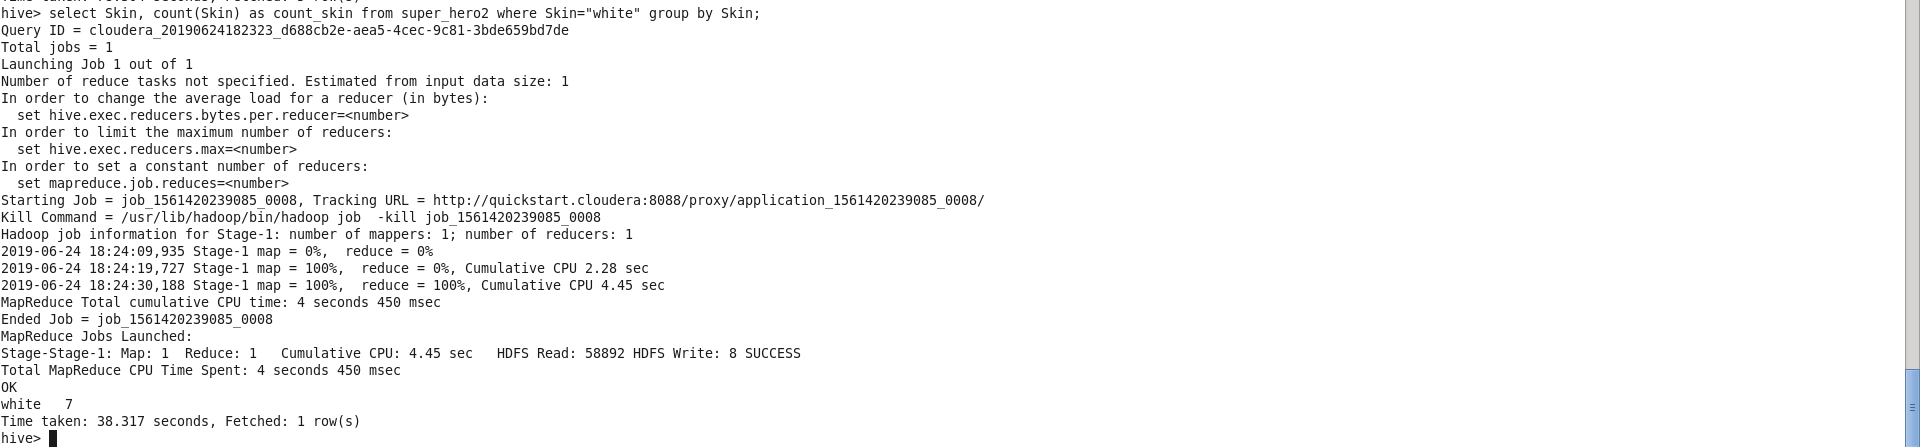 hive> select Skin, count(Skin) as count_skin from super_hero2 where Skin="white" group by Skin;
Query ID = cloudera_20190624182323_d688cb2e-aea5-4cec-9c81-3bde659bd7de
Total jobs = 1
Launching Job 1 out of 1
Number of reduce tasks not specified. Estimated from input data size: 1
In order to change the average load for a reducer (in bytes):
  set hive.exec.reducers.bytes.per.reducer=<number>
In order to limit the maximum number of reducers:
  set hive.exec.reducers.max=<number>
In order to set a constant number of reducers:
  set mapreduce.job.reduces=<number>
Starting Job = job_1561420239085_0008, Tracking URL = http://quickstart.cloudera:8088/proxy/application_1561420239085_0008/
Kill Command = /usr/lib/hadoop/bin/hadoop job  -kill job_1561420239085_0008
Hadoop job information for Stage-1: number of mappers: 1; number of reducers: 1
2019-06-24 18:24:09,935 Stage-1 map = 0%,  reduce = 0%
2019-06-24 18:24:19,727 Stage-1 map = 100%,  reduce = 0%, Cumulative CPU 2.28 sec
2019-06-24 18:24:30,188 Stage-1 map = 100%,  reduce = 100%, Cumulative CPU 4.45 sec
MapReduce Total cumulative CPU time: 4 seconds 450 msec
Ended Job = job_1561420239085_0008
MapReduce Jobs Launched:
Stage-Stage-1: Map: 1  Reduce: 1   Cumulative CPU: 4.45 sec   HDFS Read: 58892 HDFS Write: 8 SUCCESS
Total MapReduce CPU Time Spent: 4 seconds 450 msec
OK
white   7
Time taken: 38.317 seconds, Fetched: 1 row(s)
hive>